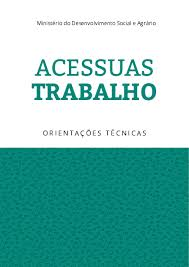 Ministério do Desenvolvimento Social e Agrário
ACESSUAS
TRABALHO
ORIENTAÇÕES TÉCNICAS